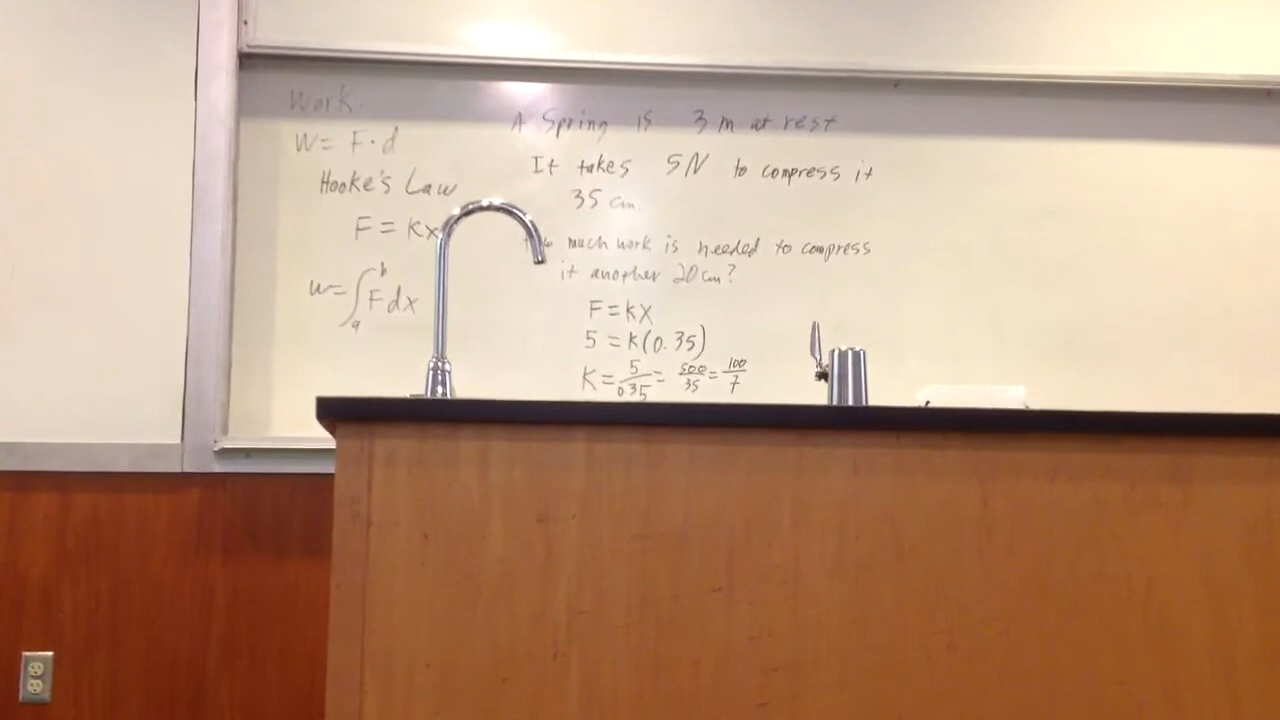 Work.
W = F · d
Hooke's Law
F = kx
w = ∫_a^b F dx
A Spring is 3 m at rest
It takes 5N to compress it
35 cm.
How much work is needed to compress
it another 20 cm?
F = kx
5 = k(0.35)
K = 5/0.35 = 500/35 = 100/7